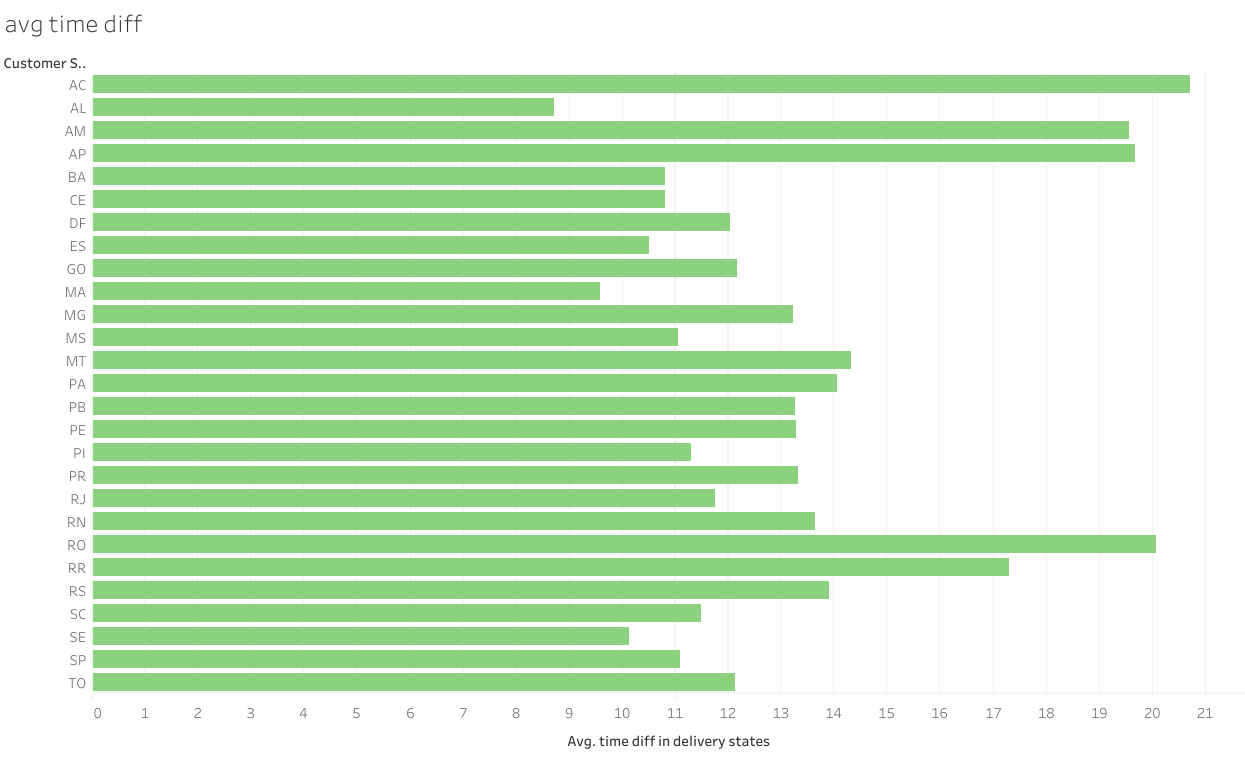 avg time diff
Customer S..
AC
AL
AM
AP
BA
CE
DF
ES
GO
MA
MG
MS
MT
PA
PB
PE
PI
PR
RJ
RN
RO
RR
RS
SC
SE
SP
TO
0 1 2 3 4 5 6 7 8 9 10 11 12 13 14 15 16 17 18 19 20 21
Avg. time diff in delivery states